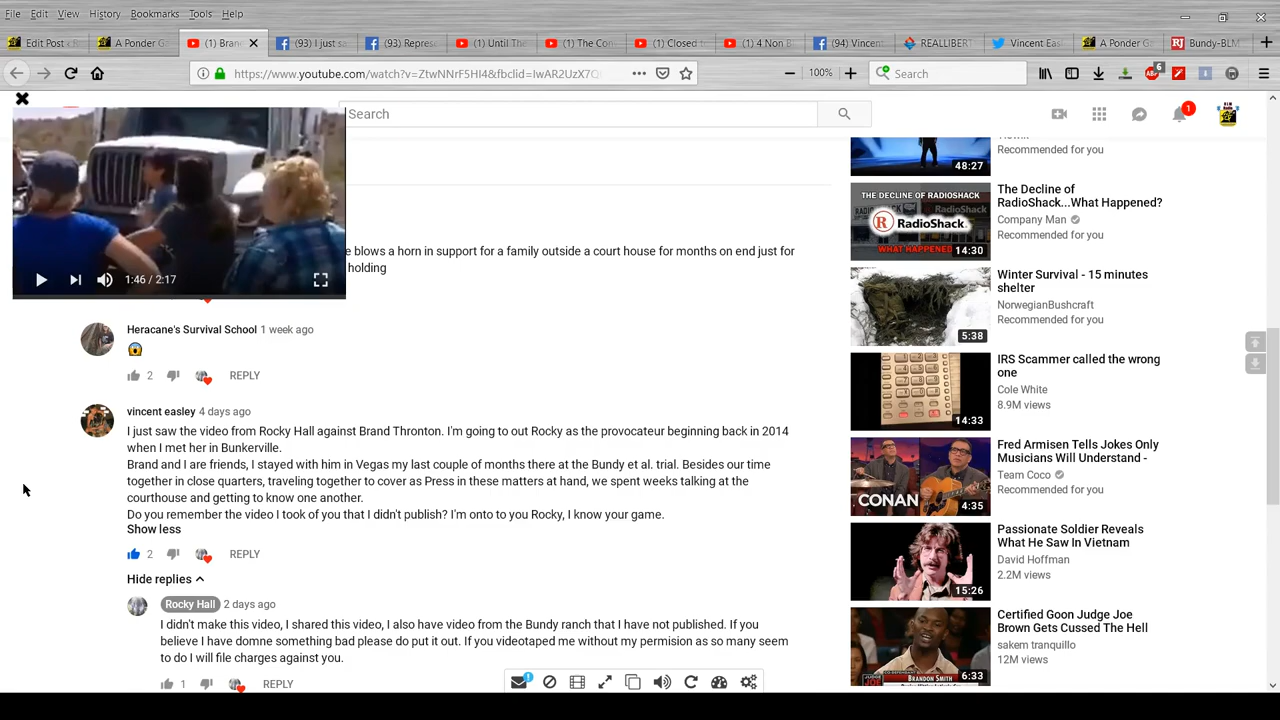 File Edit View History Bookmarks Tools Help
Edit Post ‹
A Ponder G
(1) Bran
(93) I just sa
(93) Repres
(1) Until The
(1) The Con
(1) Closed t
(1) 4 Non B
(94) Vincent
REALLIBERT
Vincent Eas
A Ponder Ga
Bundy-BLM
https://www.youtube.com/watch?v=ZtwNNrF5HI4&fbclid=IwAR2UzX7Q
100%
Search
6
Search
1
1:46 / 2:17
e blows a horn in support for a family outside a court house for months on end just for
holding
Heracane's Survival School 1 week ago
2 REPLY
vincent easley 4 days ago
I just saw the video from Rocky Hall against Brand Thronton. I'm going to out Rocky as the provocateur beginning back in 2014
when I met her in Bunkerville.
Brand and I are friends, I stayed with him in Vegas my last couple of months there at the Bundy et al. trial. Besides our time
together in close quarters, traveling together to cover as Press in these matters at hand, we spent weeks talking at the
courthouse and getting to know one another.
Do you remember the video I took of you that I didn't publish? I'm onto to you Rocky, I know your game.
Show less
2 REPLY
Hide replies
Rocky Hall 2 days ago
I didn't make this video, I shared this video, I also have video from the Bundy ranch that I have not published. If you
believe I have domne something bad please do put it out. If you videotaped me without my permision as so many seem
to do I will file charges against you.
1 REPLY
48:27
Recommended for you
THE DECLINE OF RADIOSHACK
RadioShack.
WHAT HAPPENED
14:30
The Decline of
RadioShack...What Happened?
Company Man
Recommended for you
5:38
Winter Survival - 15 minutes
shelter
NorwegianBushcraft
Recommended for you
14:33
IRS Scammer called the wrong
one
Cole White
8.9M views
CONAN
4:35
Fred Armisen Tells Jokes Only
Musicians Will Understand -
Team Coco
Recommended for you
15:26
Passionate Soldier Reveals
What He Saw In Vietnam
David Hoffman
2.2M views
JUDGE
JOE
BRANDON SMITH
6:33
Certified Goon Judge Joe
Brown Gets Cussed The Hell
sakem tranquillo
12M views